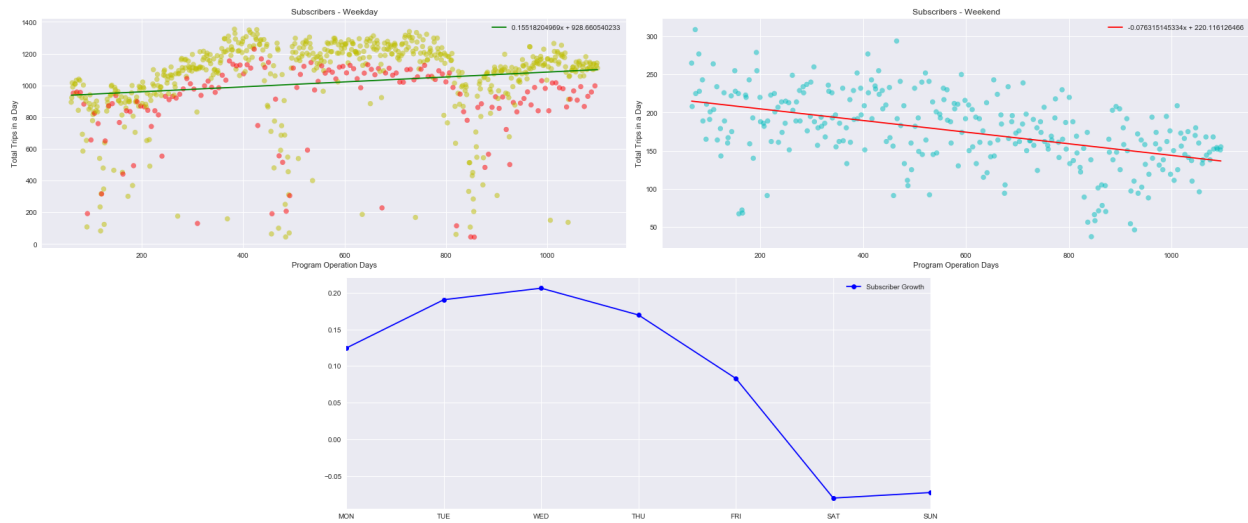 Subscribers - Weekday
0.15518204969x + 928.660540233
1400
1200
1000
800
600
400
200
0
Total Trips in a Day
200
400
600
800
1000
Program Operation Days
Subscribers - Weekend
-0.076315145334x + 220.116126466
300
250
200
150
100
50
Total Trips in a Day
200
400
600
800
1000
Program Operation Days
Subscriber Growth
0.20
0.15
0.10
0.05
0.00
−0.05
MON
TUE
WED
THU
FRI
SAT
SUN